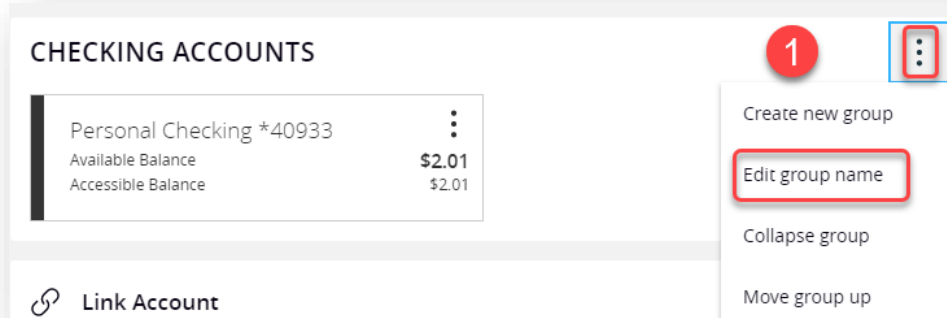 CHECKING ACCOUNTS
1
Personal Checking *40933
Available Balance $2.01
Accessible Balance $2.01
Link Account
Create new group
Edit group name
Collapse group
Move group up